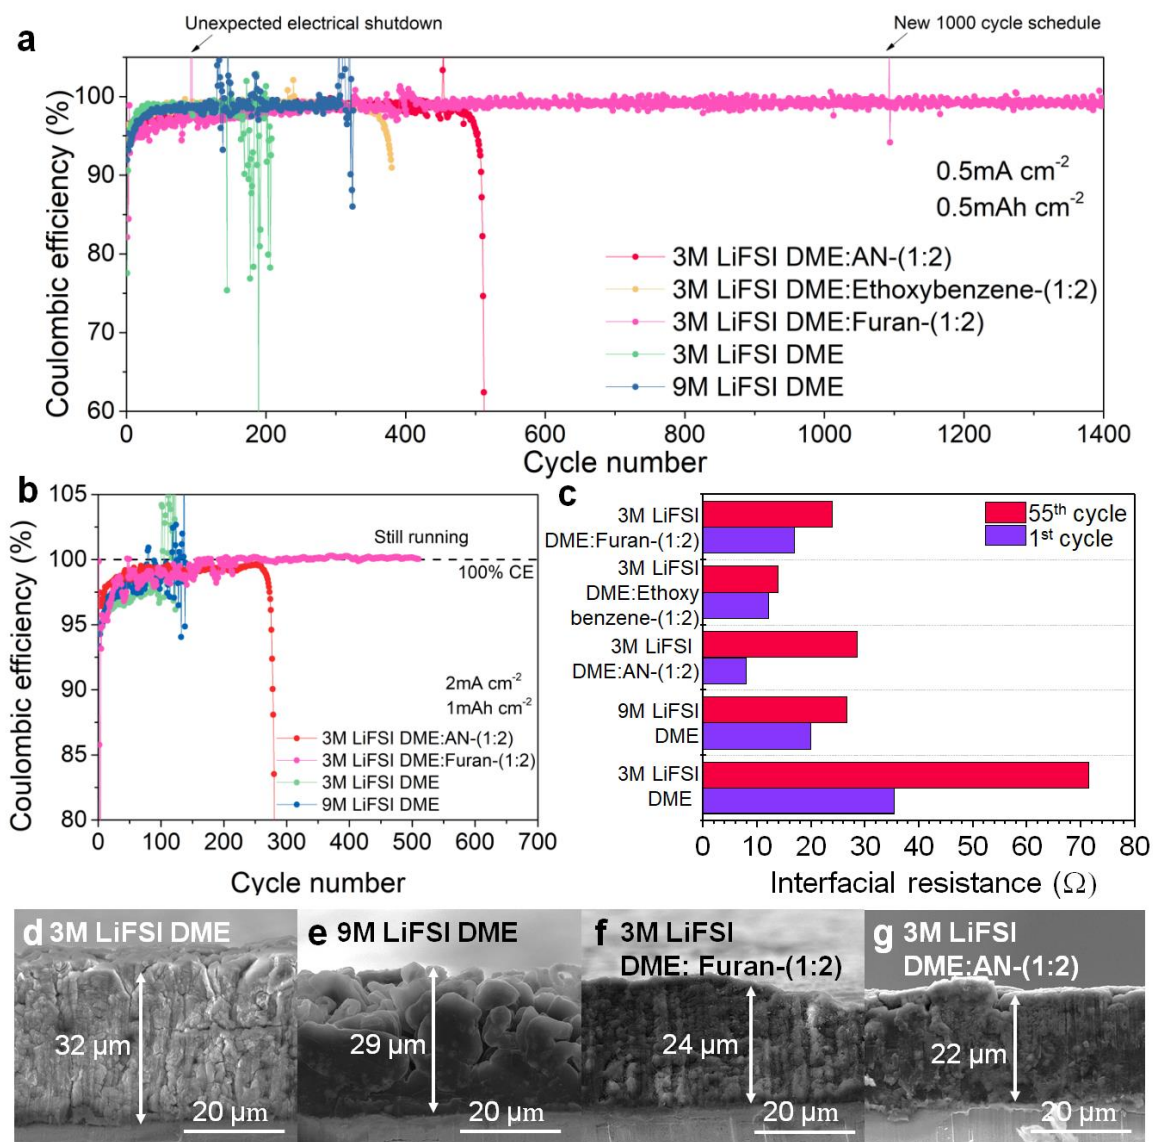 Unexpected electrical shutdown
New 1000 cycle schedule
a
Coulombic efficiency (%)
100
90
80
70
60
0.5mA cm⁻²
0.5mAh cm⁻²
3M LiFSI DME:AN-(1:2)
3M LiFSI DME:Ethoxybenzene-(1:2)
3M LiFSI DME:Furan-(1:2)
3M LiFSI DME
9M LiFSI DME
0 200 400 600 800 1000 1200 1400
Cycle number
b
Coulombic efficiency (%)
105
100
95
90
85
80
Still running
100% CE
2mA cm⁻²
1mAh cm⁻²
3M LiFSI DME:AN-(1:2)
3M LiFSI DME:Furan-(1:2)
3M LiFSI DME
9M LiFSI DME
0 100 200 300 400 500 600 700
Cycle number
c
55th cycle
1st cycle
3M LiFSI
DME:Furan-(1:2)
3M LiFSI
DME:Ethoxy
benzene-(1:2)
3M LiFSI
DME:AN-(1:2)
9M LiFSI
DME
3M LiFSI
DME
0 10 20 30 40 50 60 70 80
Interfacial resistance (Ω)
d 3M LiFSI DME
32 μm
20 μm
e 9M LiFSI DME
29 μm
20 μm
f 3M LiFSI
DME: Furan-(1:2)
24 μm
20 μm
g 3M LiFSI
DME:AN-(1:2)
22 μm
20 μm